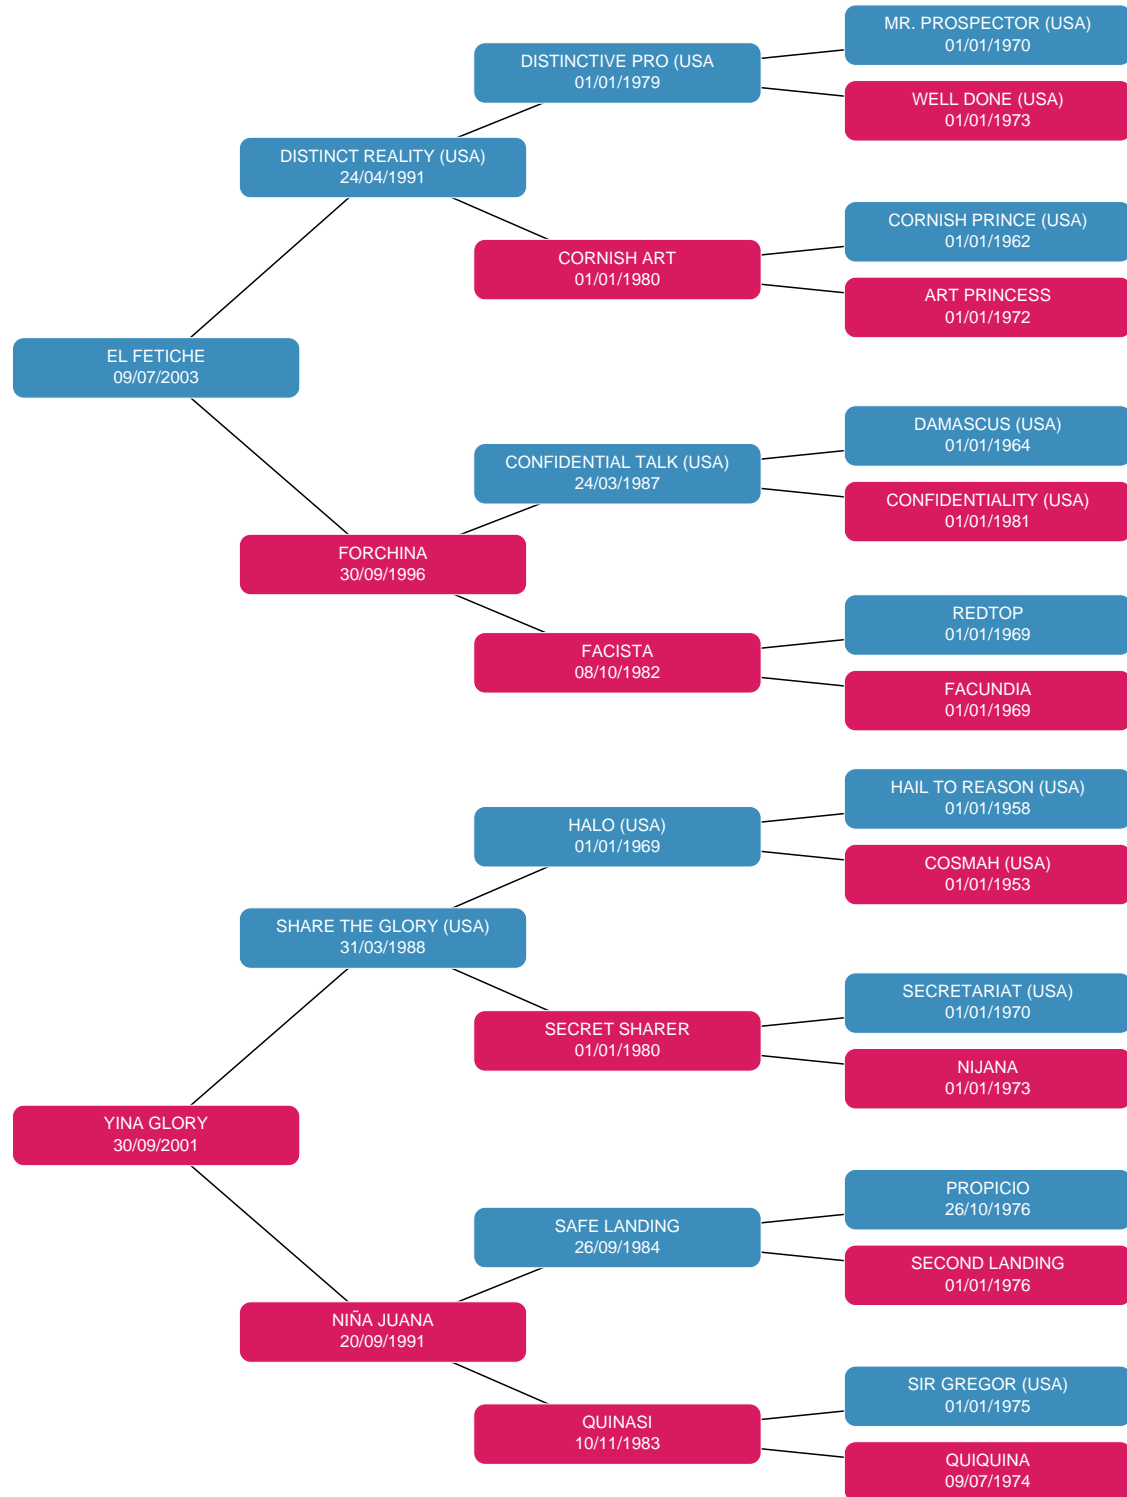 MR. PROSPECTOR (USA)
01/01/1970
DISTINCTIVE PRO (USA
01/01/1979
WELL DONE (USA)
01/01/1973
DISTINCT REALITY (USA)
24/04/1991
CORNISH PRINCE (USA)
01/01/1962
CORNISH ART
01/01/1980
ART PRINCESS
01/01/1972
EL FETICHE
09/07/2003
DAMASCUS (USA)
01/01/1964
CONFIDENTIAL TALK (USA)
24/03/1987
CONFIDENTIALITY (USA)
01/01/1981
FORCHINA
30/09/1996
REDTOP
01/01/1969
FACISTA
08/10/1982
FACUNDIA
01/01/1969
HAIL TO REASON (USA)
01/01/1958
HALO (USA)
01/01/1969
COSMAH (USA)
01/01/1953
SHARE THE GLORY (USA)
31/03/1988
SECRETARIAT (USA)
01/01/1970
SECRET SHARER
01/01/1980
NIJANA
01/01/1973
YINA GLORY
30/09/2001
PROPICIO
26/10/1976
SAFE LANDING
26/09/1984
SECOND LANDING
01/01/1976
NIÑA JUANA
20/09/1991
SIR GREGOR (USA)
01/01/1975
QUINASI
10/11/1983
QUIQUINA
09/07/1974